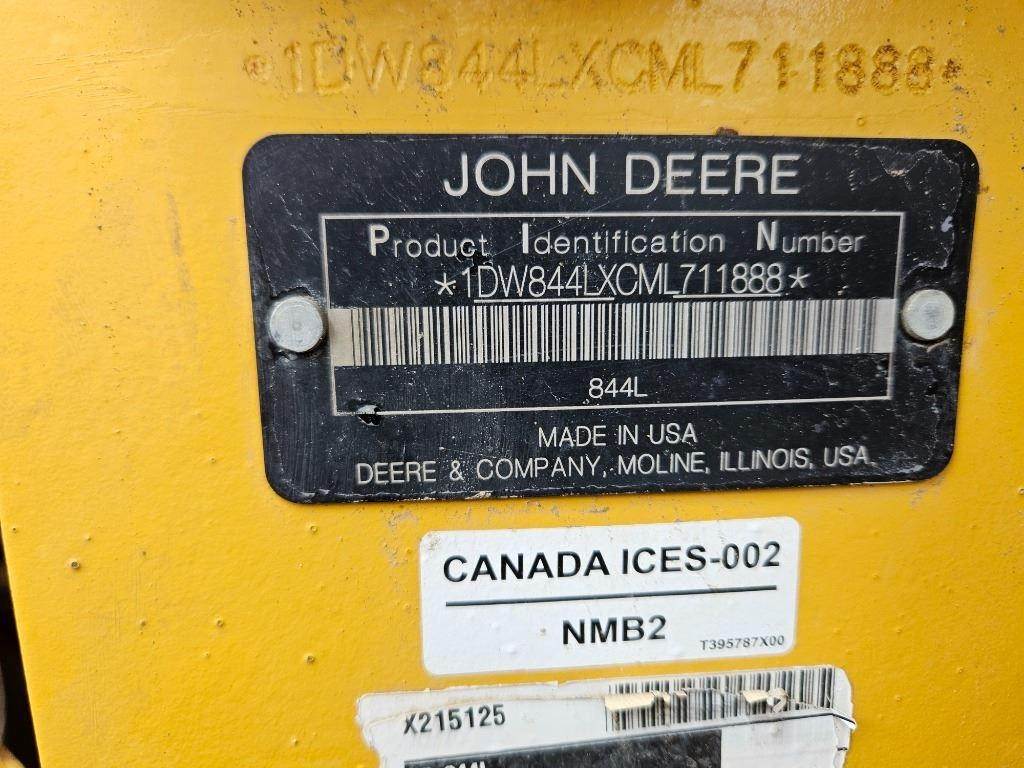 *1DW844LXCML711888*
JOHN DEERE
Product Identification Number
*1DW844LXCML711888*
844L
MADE IN USA
DEERE & COMPANY, MOLINE, ILLINOIS, USA.
CANADA ICES-002
NMB2
T395787X00
X215125
844L